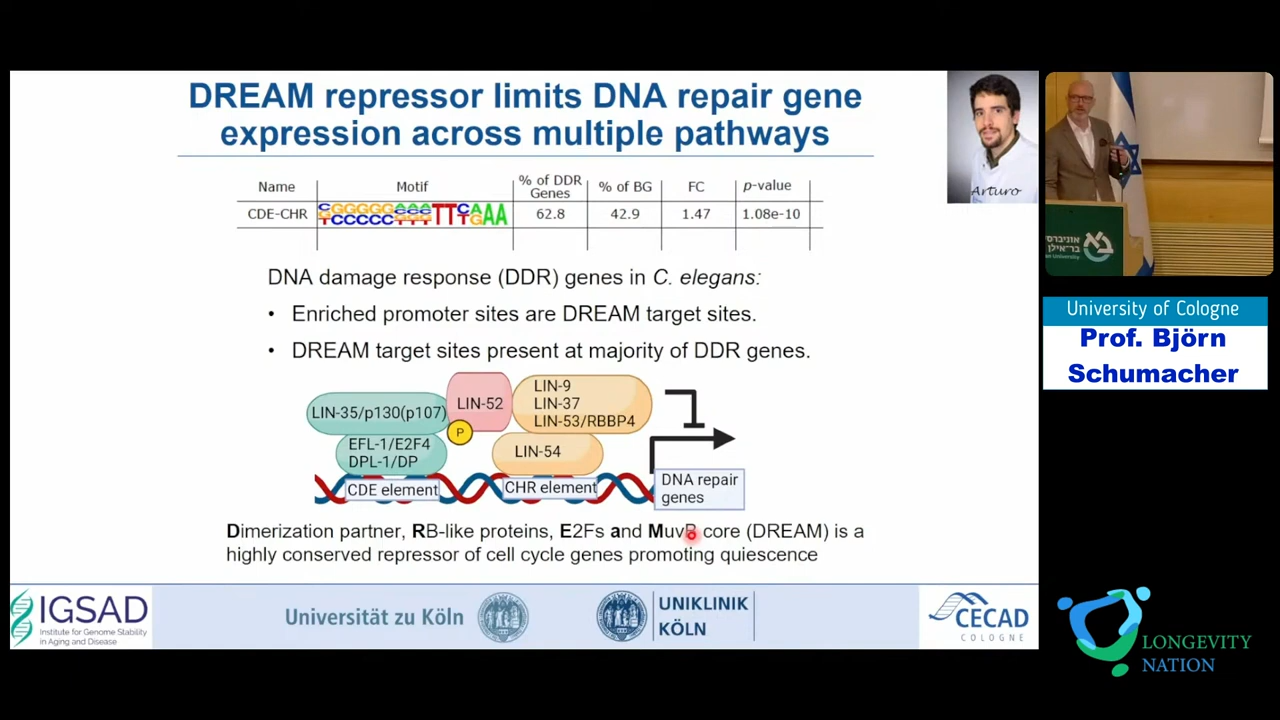 DREAM repressor limits DNA repair gene
expression across multiple pathways
Name Motif % of DDR Genes % of BG FC p-value
CDE-CHR 62.8 42.9 1.47 1.08e-10
DNA damage response (DDR) genes in C. elegans:
• Enriched promoter sites are DREAM target sites.
• DREAM target sites present at majority of DDR genes.
LIN-35/p130(p107)
LIN-52
LIN-9
LIN-37
LIN-53/RBBP4
P
EFL-1/E2F4
DPL-1/DP
LIN-54
CDE element
CHR element
DNA repair
genes
Dimerization partner, RB-like proteins, E2Fs and MuvB core (DREAM) is a
highly conserved repressor of cell cycle genes promoting quiescence
IGSAD
Institute for Genome Stability
in Aging and Disease
Universität zu Köln
UNIKLINIK
KÖLN
CECAD
COLOGNE
Arturo
אוניברסי
בר־אילן
University of Cologne
Prof. Björn
Schumacher
LONGEVITY
NATION